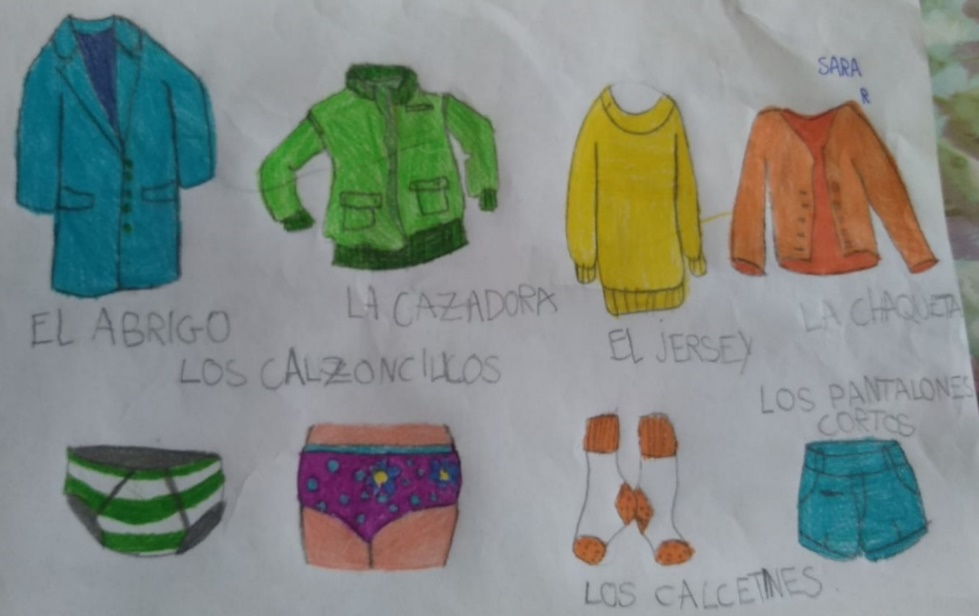 SARA
R
EL ABRIGO
LA CAZADORA
EL JERSEY
LA CHAQUETA
LOS CALZONCILLOS
LOS PANTALONES
CORTOS
LOS CALCETINES